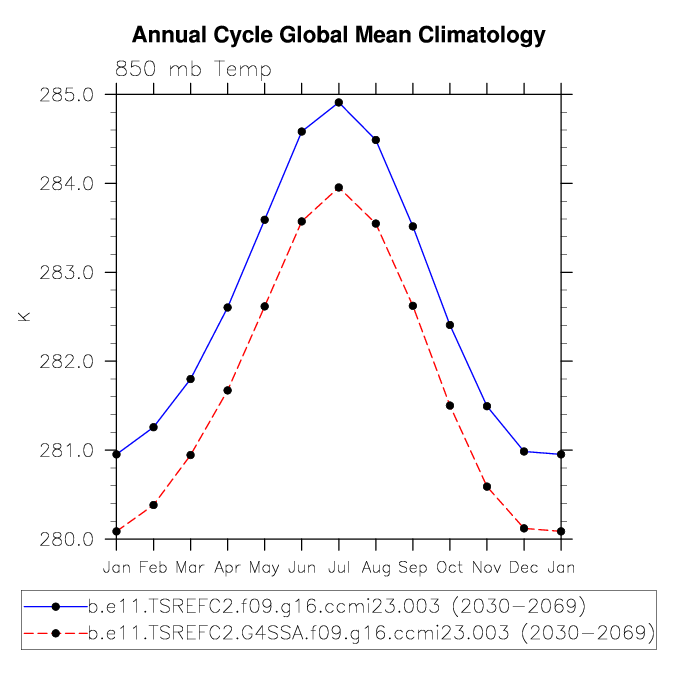 Annual Cycle Global Mean Climatology
850 mb Temp
285.0
284.0
283.0
282.0
281.0
280.0
K
Jan Feb Mar Apr May Jun Jul Aug Sep Oct Nov Dec Jan
b.e11.TSREFC2.f09.g16.ccmi23.003 (2030-2069)
b.e11.TSREFC2.G4SSA.f09.g16.ccmi23.003 (2030-2069)